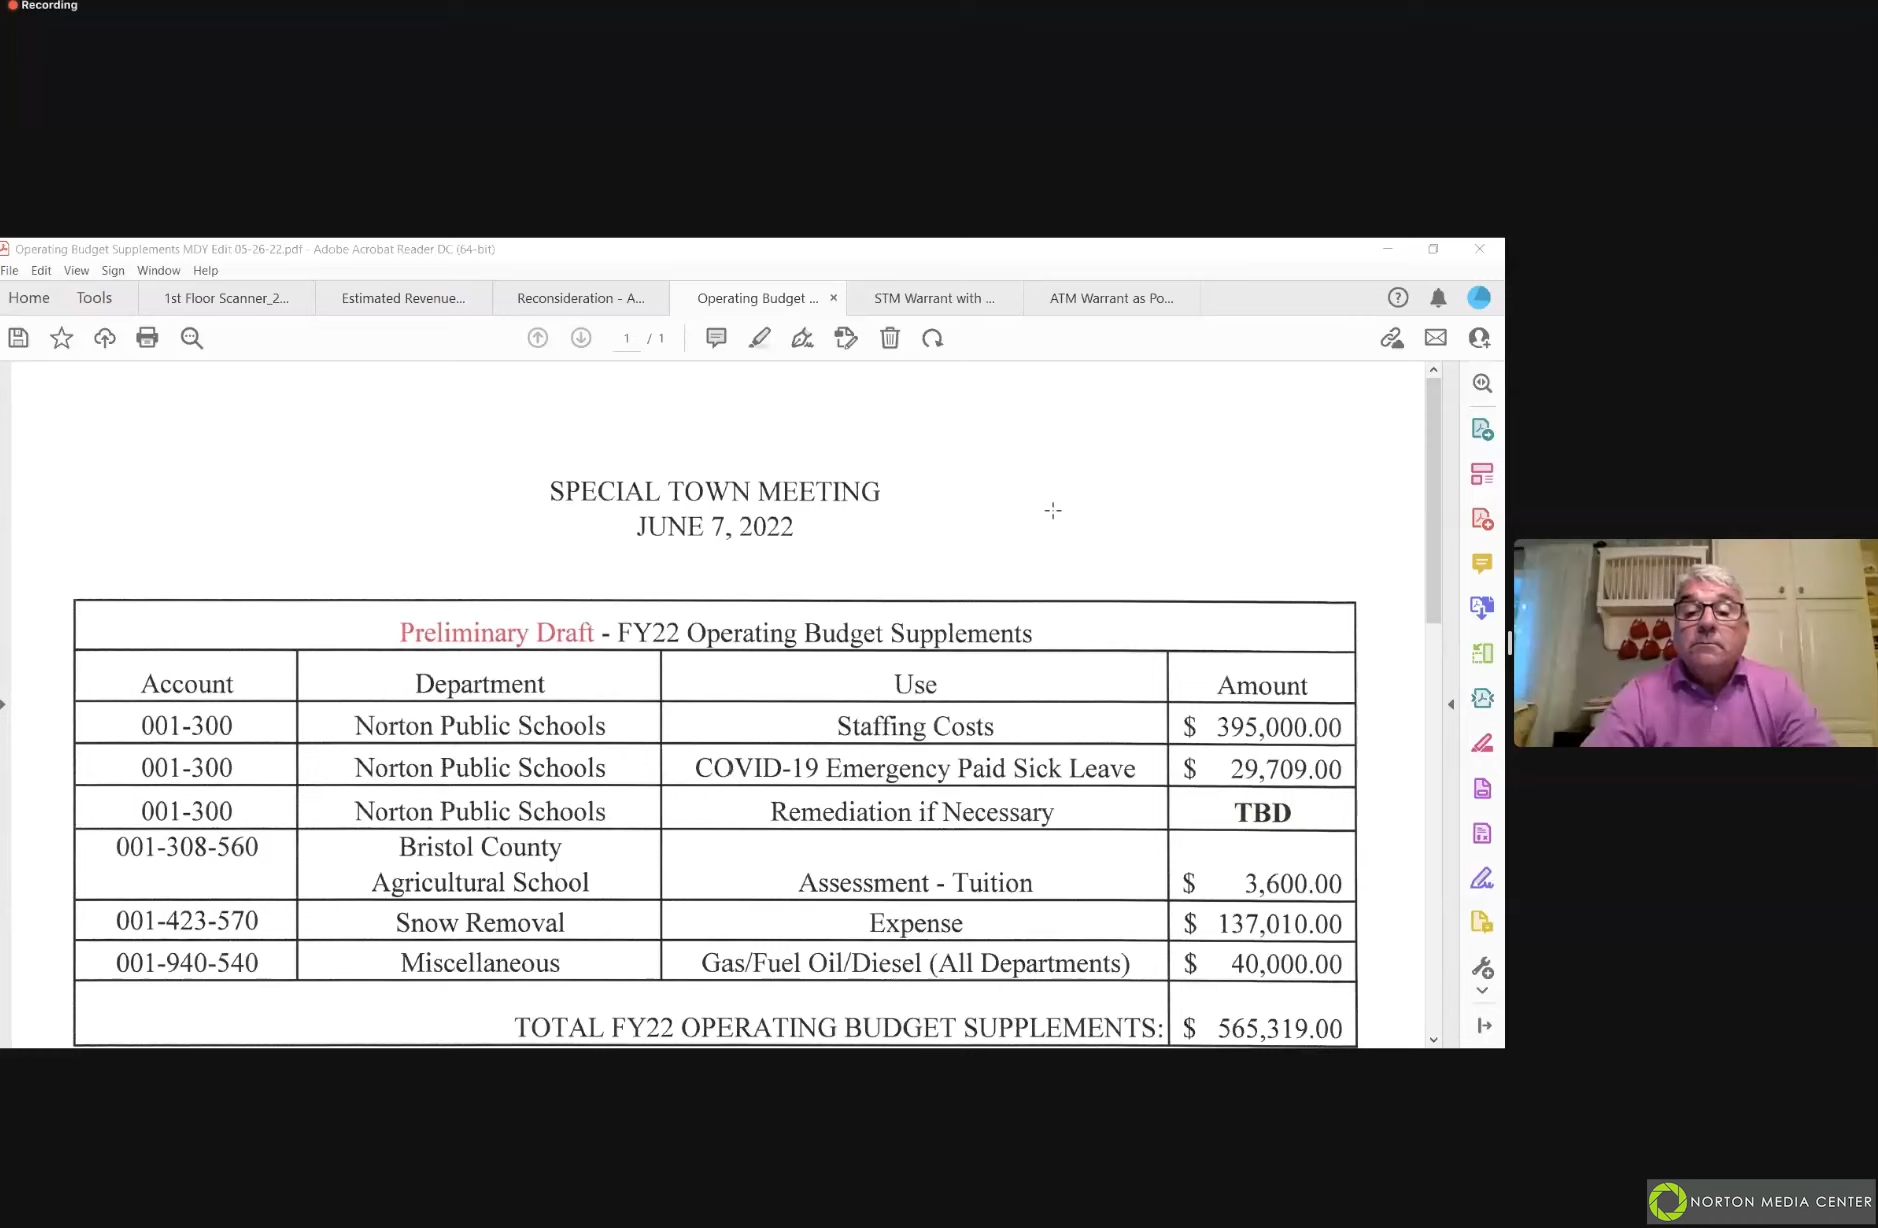 Recording
Operating Budget Supplements MDY Edit 05-26-22.pdf - Adobe Acrobat Reader DC (64-bit)
File Edit View Sign Window Help
Home Tools 1st Floor Scanner_2... Estimated Revenue... Reconsideration - A... Operating Budget ... × STM Warrant with ... ATM Warrant as Po...
1 / 1
SPECIAL TOWN MEETING
JUNE 7, 2022
Preliminary Draft - FY22 Operating Budget Supplements
Account Department Use Amount
001-300 Norton Public Schools Staffing Costs $ 395,000.00
001-300 Norton Public Schools COVID-19 Emergency Paid Sick Leave $ 29,709.00
001-300 Norton Public Schools Remediation if Necessary TBD
001-308-560 Bristol County
Agricultural School Assessment - Tuition $ 3,600.00
001-423-570 Snow Removal Expense $ 137,010.00
001-940-540 Miscellaneous Gas/Fuel Oil/Diesel (All Departments) $ 40,000.00
TOTAL FY22 OPERATING BUDGET SUPPLEMENTS: $ 565,319.00
NORTON MEDIA CENTER